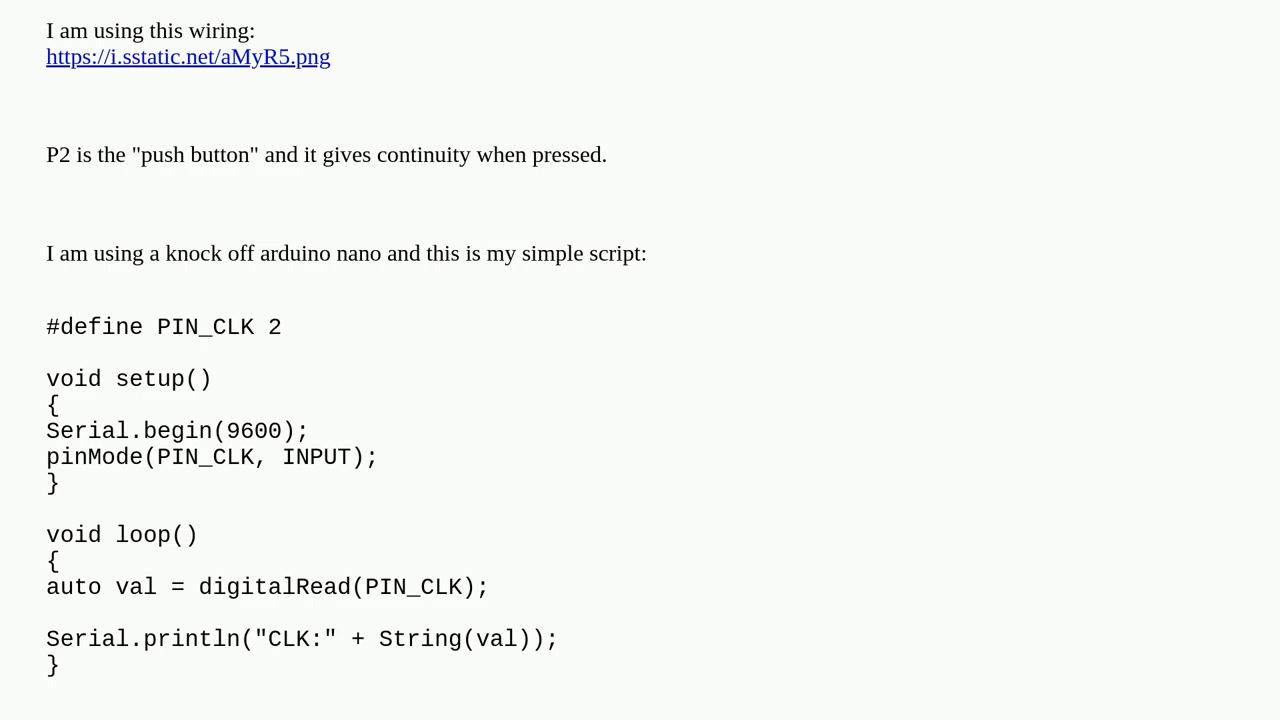 I am using this wiring:
https://i.sstatic.net/aMyR5.png
P2 is the "push button" and it gives continuity when pressed.
I am using a knock off arduino nano and this is my simple script:
#define PIN_CLK 2
void setup()
{
Serial.begin(9600);
pinMode(PIN_CLK, INPUT);
}
void loop()
{
auto val = digitalRead(PIN_CLK);
Serial.println("CLK:" + String(val));
}